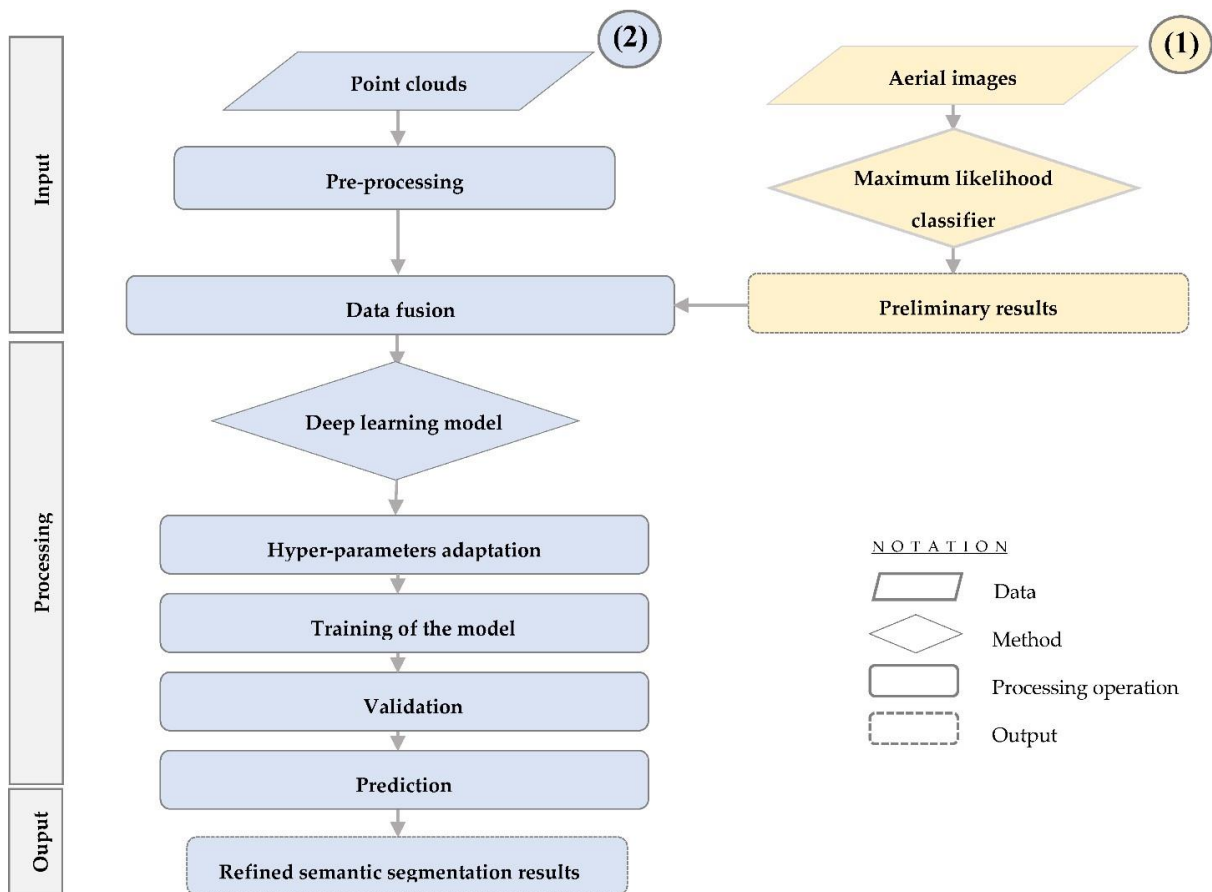 (2)
(1)
Point clouds
Aerial images
Input
Pre-processing
Maximum likelihood
classifier
Data fusion
Preliminary results
Processing
Deep learning model
Hyper-parameters adaptation
Training of the model
Validation
Prediction
NOTATION
Data
Method
Processing operation
Output
Ouput
Refined semantic segmentation results